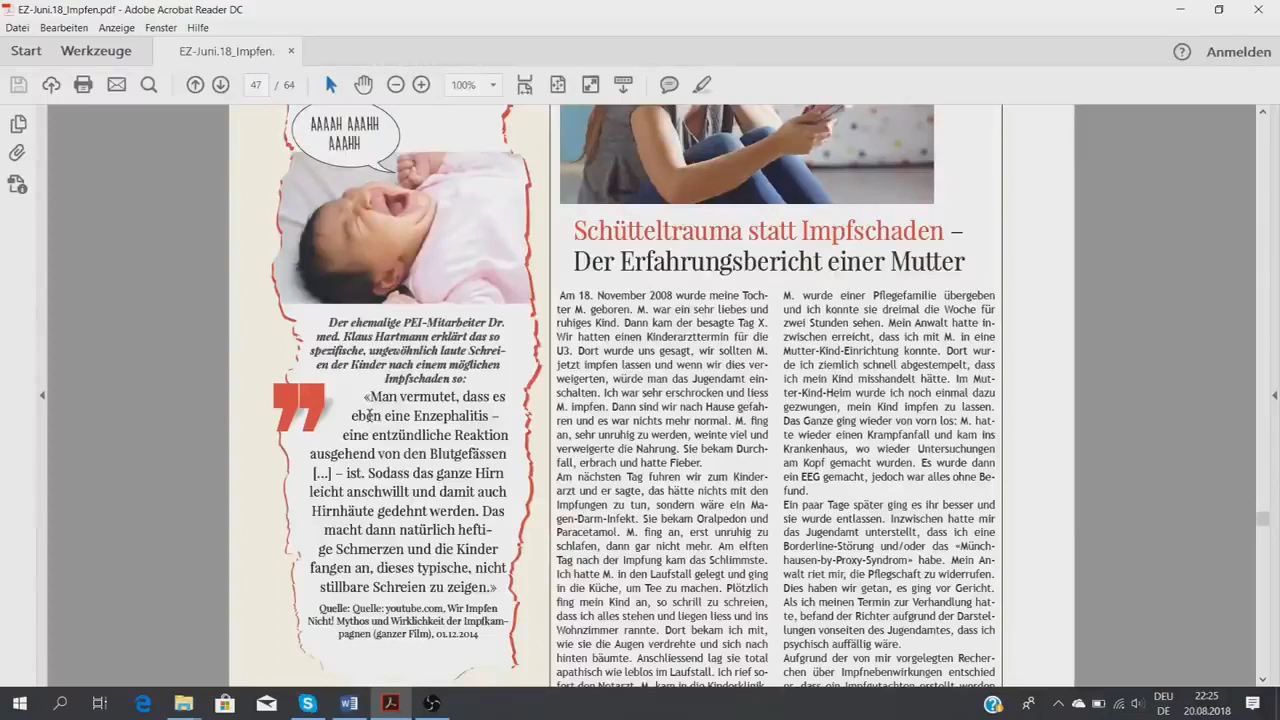 EZ-Juni.18_Impfen.pdf - Adobe Acrobat Reader DC
Datei Bearbeiten Anzeige Fenster Hilfe
Start Werkzeuge EZ-Juni.18_Impfen. ×
? Anmelden
47 / 64 100%
AAAAH AAAHH
AAAHH
Der ehemalige PEI-Mitarbeiter Dr.
med. Klaus Hartmann erklärt das so
spezifische, ungewöhnlich laute Schrei-
en der Kinder nach einem möglichen
Impfschaden so:
«Man vermutet, dass es
eben eine Enzephalitis –
eine entzündliche Reaktion
ausgehend von den Blutgefässen
[...] – ist. Sodass das ganze Hirn
leicht anschwillt und damit auch
Hirnhäute gedehnt werden. Das
macht dann natürlich hefti-
ge Schmerzen und die Kinder
fangen an, dieses typische, nicht
stillbare Schreien zu zeigen.»
Quelle: Quelle: youtube.com, Wir Impfen
Nicht! Mythos und Wirklichkeit der Impfkam-
pagnen (ganzer Film), 01.12.2014
Schütteltrauma statt Impfschaden –
Der Erfahrungsbericht einer Mutter
Am 18. November 2008 wurde meine Toch-
ter M. geboren. M. war ein sehr liebes und
ruhiges Kind. Dann kam der besagte Tag X.
Wir hatten einen Kinderarzttermin für die
U3. Dort wurde uns gesagt, wir sollten M.
jetzt impfen lassen und wenn wir dies ver-
weigerten, würde man das Jugendamt ein-
schalten. Ich war sehr erschrocken und liess
M. impfen. Dann sind wir nach Hause gefah-
ren und es war nichts mehr normal. M. fing
an, sehr unruhig zu werden, weinte viel und
verweigerte die Nahrung. Sie bekam Durch-
fall, erbrach und hatte Fieber.
Am nächsten Tag fuhren wir zum Kinder-
arzt und er sagte, das hätte nichts mit den
Impfungen zu tun, sondern wäre ein Ma-
gen-Darm-Infekt. Sie bekam Oralpedon und
Paracetamol. M. fing an, erst unruhig zu
schlafen, dann gar nicht mehr. Am elften
Tag nach der Impfung kam das Schlimmste.
Ich hatte M. in den Laufstall gelegt und ging
in die Küche, um Tee zu machen. Plötzlich
fing mein Kind an, so schrill zu schreien,
dass ich alles stehen und liegen liess und ins
Wohnzimmer rannte. Dort bekam ich mit,
wie sie die Augen verdrehte und sich nach
hinten bäumte. Anschliessend lag sie total
apathisch wie leblos im Laufstall. Ich rief so-
fort den Notarzt. M. kam in die Kinderklinik.
M. wurde einer Pflegefamilie übergeben
und ich konnte sie dreimal die Woche für
zwei Stunden sehen. Mein Anwalt hatte in-
zwischen erreicht, dass ich mit M. in eine
Mutter-Kind-Einrichtung konnte. Dort wur-
de ich ziemlich schnell abgestempelt, dass
ich mein Kind misshandelt hätte. Im Mut-
ter-Kind-Heim wurde ich noch einmal dazu
gezwungen, mein Kind impfen zu lassen.
Das Ganze ging wieder von vorn los: M. hat-
te wieder einen Krampfanfall und kam ins
Krankenhaus, wo wieder Untersuchungen
am Kopf gemacht wurden. Es wurde dann
ein EEG gemacht, jedoch war alles ohne Be-
fund.
Ein paar Tage später ging es ihr besser und
sie wurde entlassen. Inzwischen hatte mir
das Jugendamt unterstellt, dass ich eine
Borderline-Störung und/oder das «Münch-
hausen-by-Proxy-Syndrom» habe. Mein An-
walt riet mir, die Pflegschaft zu widerrufen.
Dies haben wir getan, es ging vor Gericht.
Als ich meinen Termin zur Verhandlung hat-
te, befand der Richter aufgrund der Darstel-
lungen vonseiten des Jugendamtes, dass ich
psychisch auffällig wäre.
Aufgrund der von mir vorgelegten Recher-
chen über Impfnebenwirkungen entschied
er, dass ein Impfgutachten erstellt werden
DEU
DE
22:25
20.08.2018